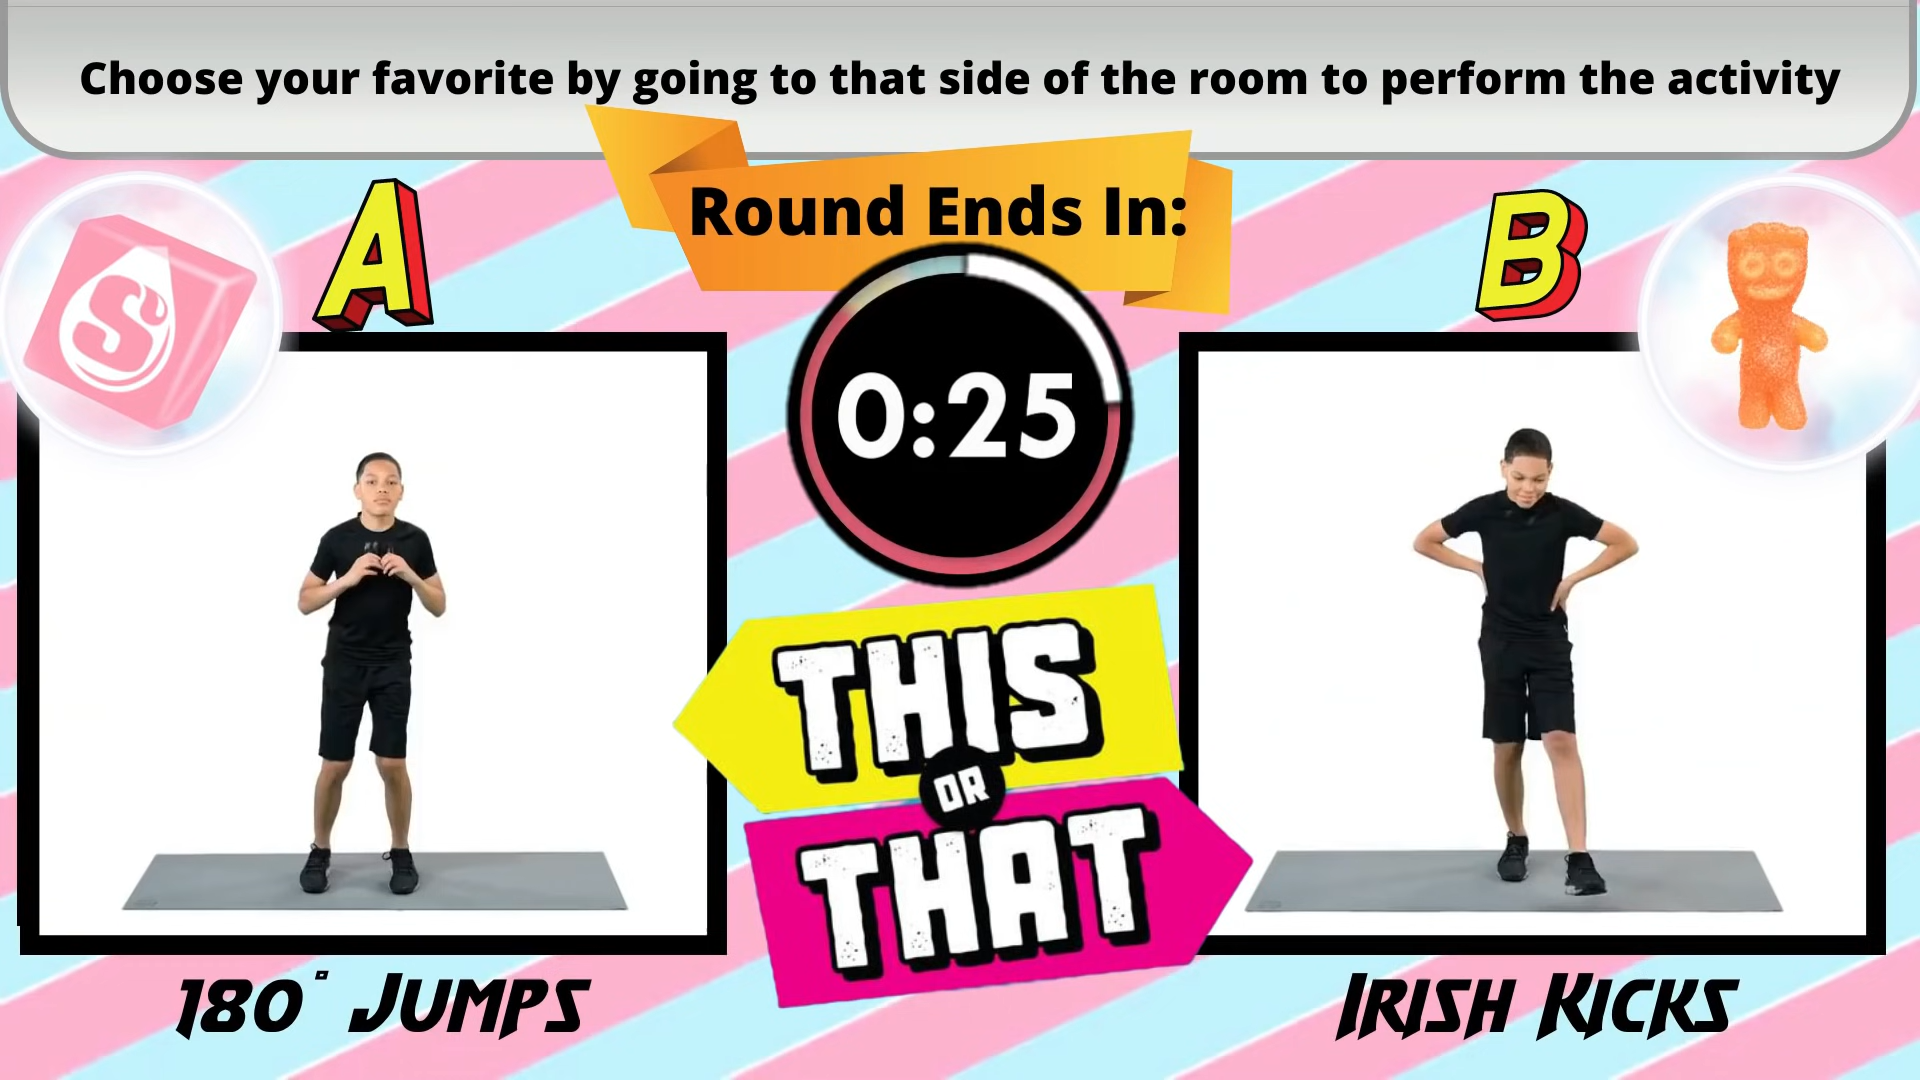 Choose your favorite by going to that side of the room to perform the activity
Round Ends In:
A
B
S
0:25
THIS
OR
THAT
180° JUMPS
IRISH KICKS